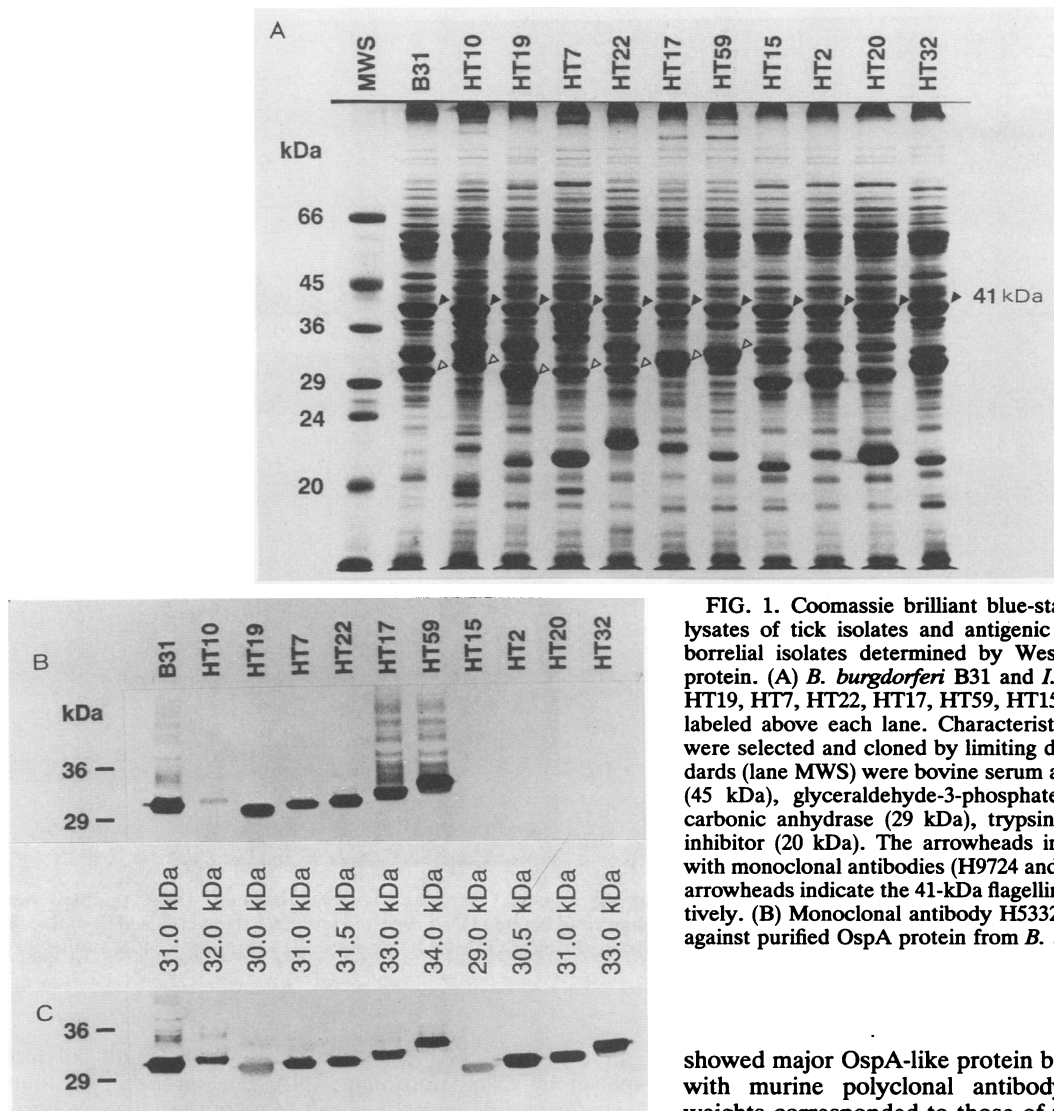 A
MWS B31 HT10 HT19 HT7 HT22 HT17 HT59 HT15 HT2 HT20 HT32
kDa
66
45
41 kDa
36
29
24
20
B
B31 HT10 HT19 HT7 HT22 HT17 HT59 HT15 HT2 HT20 HT32
kDa
36
29
31.0 kDa 32.0 kDa 30.0 kDa 31.0 kDa 31.5 kDa 33.0 kDa 34.0 kDa 29.0 kDa 30.5 kDa 31.0 kDa 33.0 kDa
C
36
29
FIG. 1. Coomassie brilliant blue-sta
lysates of tick isolates and antigenic
borrelial isolates determined by Wes
protein. (A) B. burgdorferi B31 and I.
HT19, HT7, HT22, HT17, HT59, HT15
labeled above each lane. Characterist
were selected and cloned by limiting d
dards (lane MWS) were bovine serum a
(45 kDa), glyceraldehyde-3-phosphate
carbonic anhydrase (29 kDa), trypsin
inhibitor (20 kDa). The arrowheads in
with monoclonal antibodies (H9724 and
arrowheads indicate the 41-kDa flagellin
tively. (B) Monoclonal antibody H5332
against purified OspA protein from B.
showed major OspA-like protein b
with murine polyclonal antibody
weights corresponded to those of